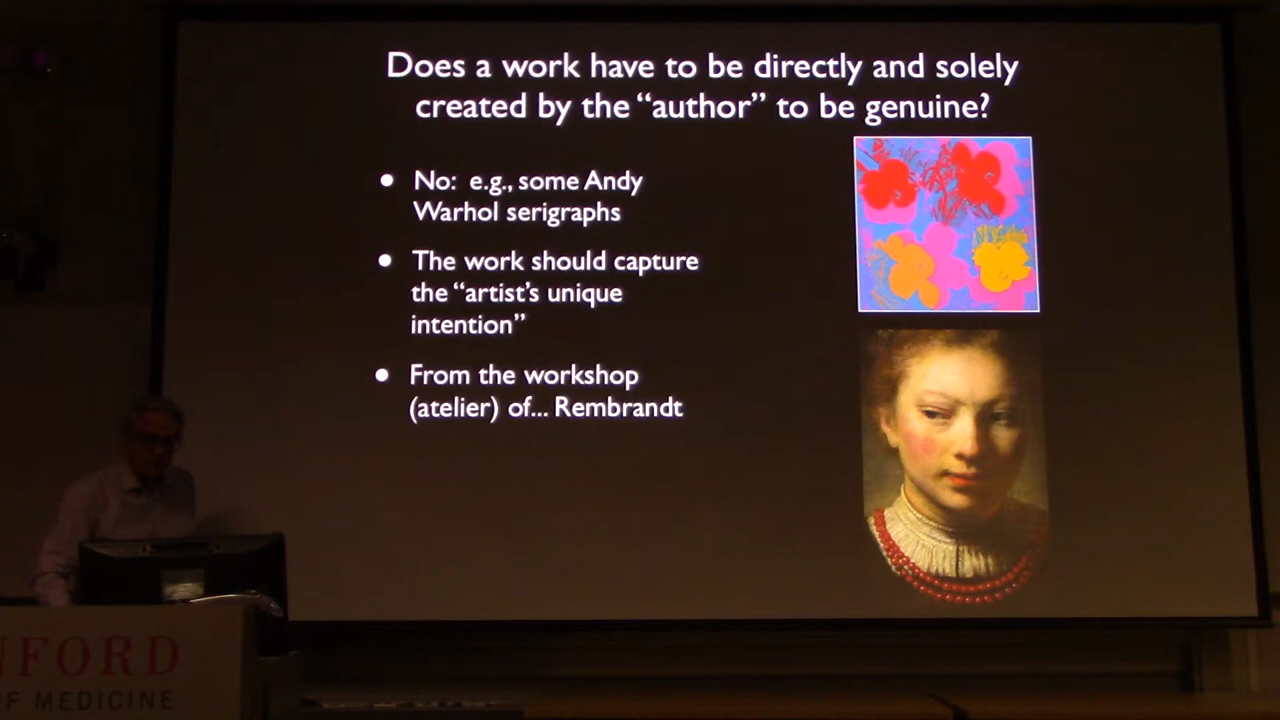 Does a work have to be directly and solely
created by the “author” to be genuine?
• No: e.g., some Andy
Warhol serigraphs
• The work should capture
the “artist’s unique
intention”
• From the workshop
(atelier) of... Rembrandt
NFORD
OF MEDICINE